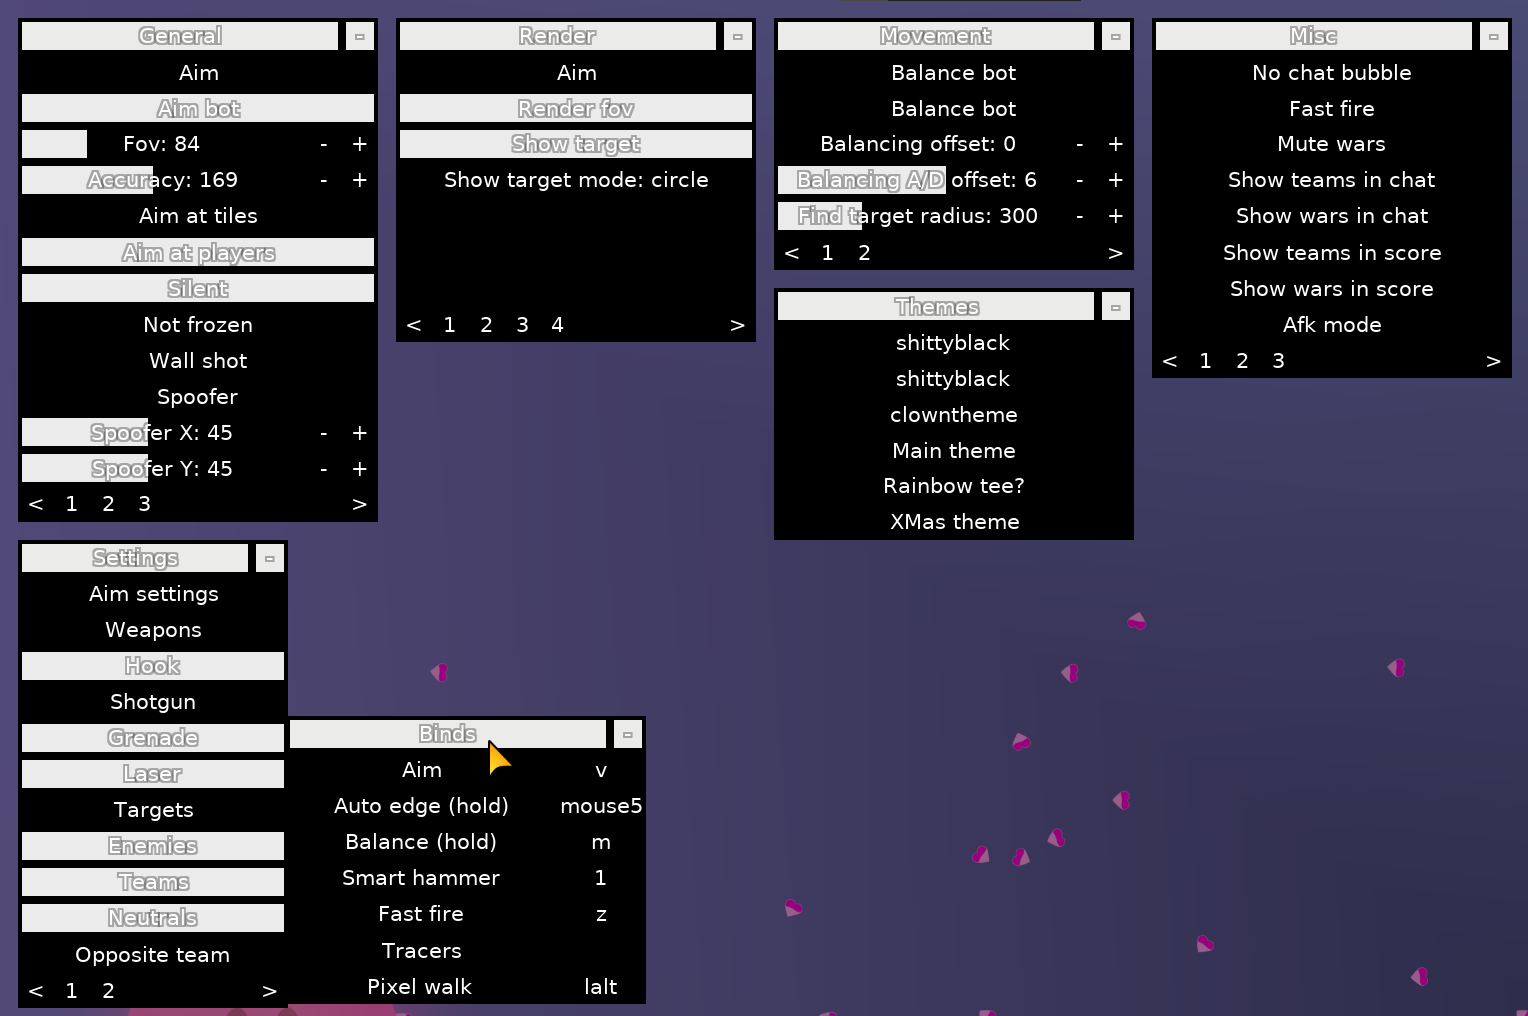 General -
Aim
Aim bot
Fov: 84 - +
Accuracy: 169 - +
Aim at tiles
Aim at players
Silent
Not frozen
Wall shot
Spoofer
Spoofer X: 45 - +
Spoofer Y: 45 - +
< 1 2 3 >
Render -
Aim
Render fov
Show target
Show target mode: circle
< 1 2 3 4 >
Movement -
Balance bot
Balance bot
Balancing offset: 0 - +
Balancing A/D offset: 6 - +
Find target radius: 300 - +
< 1 2 >
Themes -
shittyblack
shittyblack
clowntheme
Main theme
Rainbow tee?
XMas theme
Misc -
No chat bubble
Fast fire
Mute wars
Show teams in chat
Show wars in chat
Show teams in score
Show wars in score
Afk mode
< 1 2 3 >
Settings -
Aim settings
Weapons
Hook
Shotgun
Grenade
Laser
Targets
Enemies
Teams
Neutrals
Opposite team
< 1 2 >
Binds -
Aim v
Auto edge (hold) mouse5
Balance (hold) m
Smart hammer 1
Fast fire z
Tracers
Pixel walk lalt